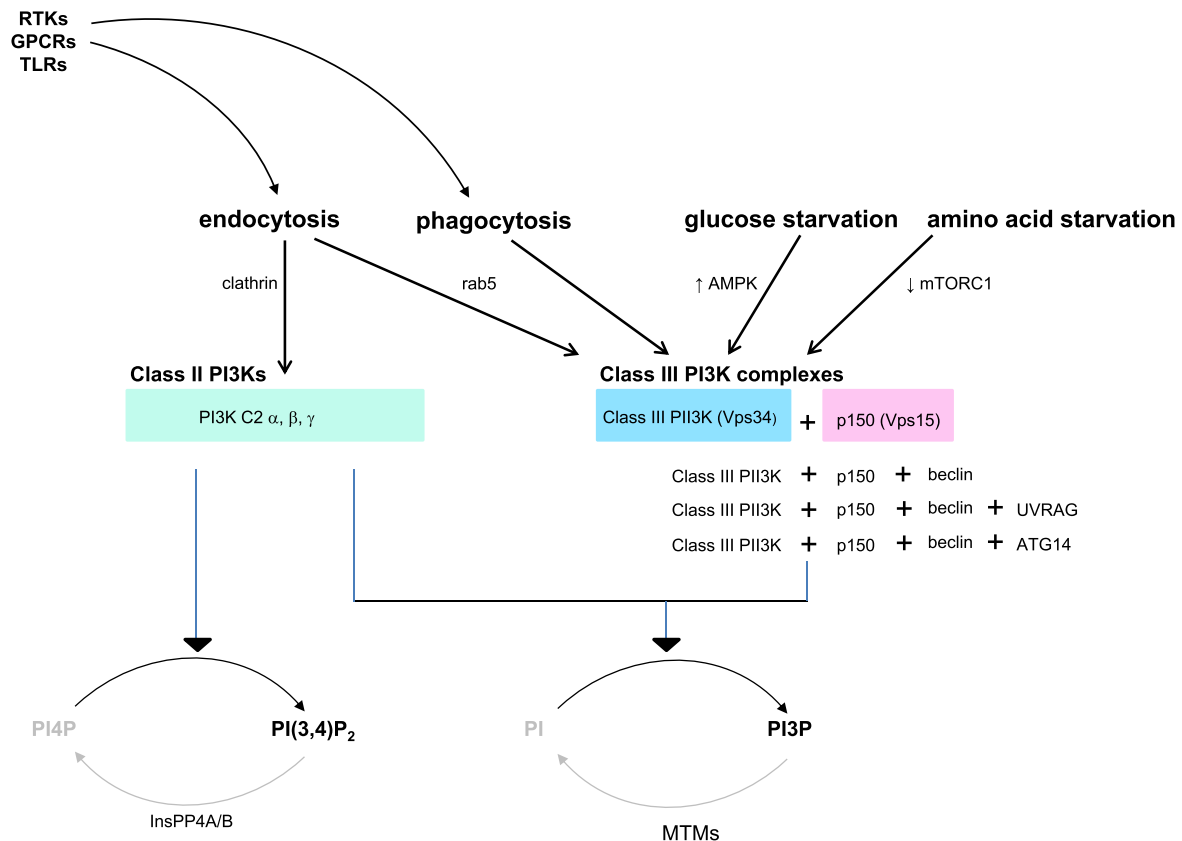 RTKs
GPCRs
TLRs
endocytosis
phagocytosis
glucose starvation
amino acid starvation
clathrin
rab5
↑ AMPK
↓ mTORC1
Class II PI3Ks
Class III PI3K complexes
PI3K C2 α, β, γ
Class III PII3K (Vps34)
+
p150 (Vps15)
Class III PII3K + p150 + beclin
Class III PII3K + p150 + beclin + UVRAG
Class III PII3K + p150 + beclin + ATG14
PI4P
PI(3,4)P₂
PI
PI3P
InsPP4A/B
MTMs